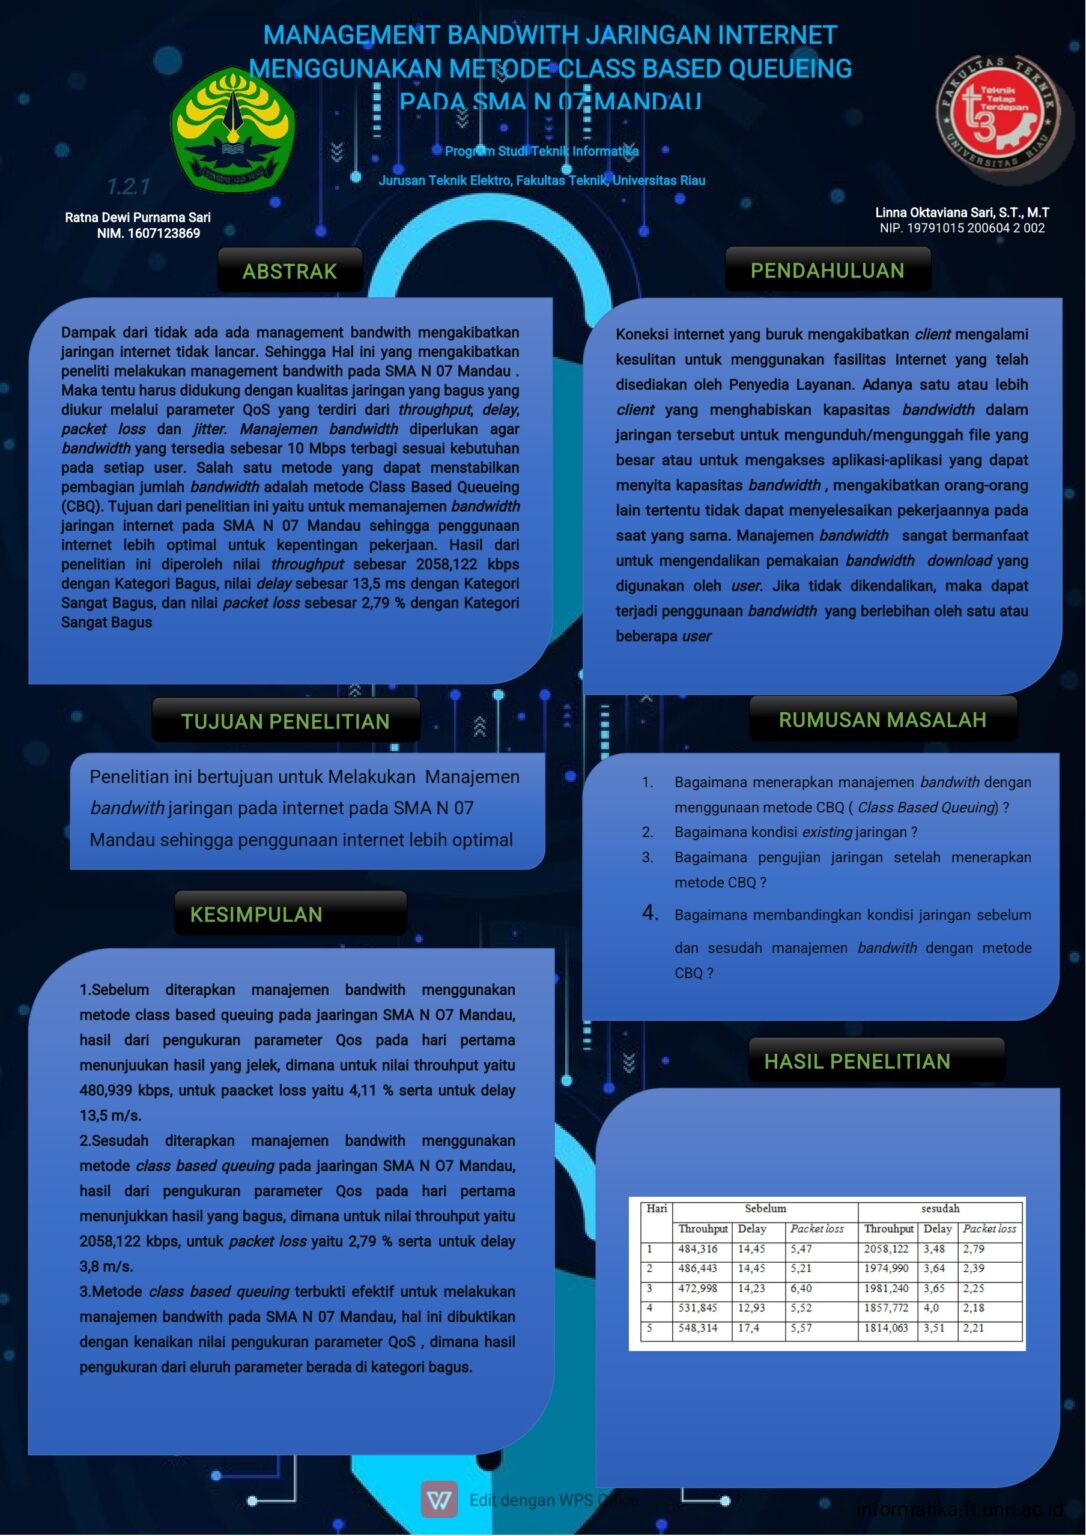 MANAGEMENT BANDWITH JARINGAN INTERNET
MENGGUNAKAN METODE CLASS BASED QUEUEING
PADA SMA N 07 MANDAU
Program Studi Teknik Informatika
Jurusan Teknik Elektro, Fakultas Teknik, Universitas Riau
FAKULTAS TEKNIK
Teknik
Tetap
Terdepan
t3
UNIVERSITAS RIAU
1.2.1
Ratna Dewi Purnama Sari
NIM. 1607123869
Linna Oktaviana Sari, S.T., M.T
NIP. 19791015 200604 2 002
ABSTRAK
Dampak dari tidak ada ada management bandwith mengakibatkan
jaringan internet tidak lancar. Sehingga Hal ini yang mengakibatkan
peneliti melakukan management bandwith pada SMA N 07 Mandau .
Maka tentu harus didukung dengan kualitas jaringan yang bagus yang
diukur melalui parameter QoS yang terdiri dari throughput, delay,
packet loss dan jitter. Manajemen bandwidth diperlukan agar
bandwidth yang tersedia sebesar 10 Mbps terbagi sesuai kebutuhan
pada setiap user. Salah satu metode yang dapat menstabilkan
pembagian jumlah bandwidth adalah metode Class Based Queueing
(CBQ). Tujuan dari penelitian ini yaitu untuk memanajemen bandwidth
jaringan internet pada SMA N 07 Mandau sehingga penggunaan
internet lebih optimal untuk kepentingan pekerjaan. Hasil dari
penelitian ini diperoleh nilai throughput sebesar 2058,122 kbps
dengan Kategori Bagus, nilai delay sebesar 13,5 ms dengan Kategori
Sangat Bagus, dan nilai packet loss sebesar 2,79 % dengan Kategori
Sangat Bagus
PENDAHULUAN
Koneksi internet yang buruk mengakibatkan client mengalami
kesulitan untuk menggunakan fasilitas Internet yang telah
disediakan oleh Penyedia Layanan. Adanya satu atau lebih
client yang menghabiskan kapasitas bandwidth dalam
jaringan tersebut untuk mengunduh/mengunggah file yang
besar atau untuk mengakses aplikasi-aplikasi yang dapat
menyita kapasitas bandwidth , mengakibatkan orang-orang
lain tertentu tidak dapat menyelesaikan pekerjaannya pada
saat yang sama. Manajemen bandwidth sangat bermanfaat
untuk mengendalikan pemakaian bandwidth download yang
digunakan oleh user. Jika tidak dikendalikan, maka dapat
terjadi penggunaan bandwidth yang berlebihan oleh satu atau
beberapa user
TUJUAN PENELITIAN
Penelitian ini bertujuan untuk Melakukan Manajemen
bandwith jaringan pada internet pada SMA N 07
Mandau sehingga penggunaan internet lebih optimal
RUMUSAN MASALAH
1. Bagaimana menerapkan manajemen bandwith dengan
menggunaan metode CBQ ( Class Based Queuing) ?
2. Bagaimana kondisi existing jaringan ?
3. Bagaimana pengujian jaringan setelah menerapkan
metode CBQ ?
4. Bagaimana membandingkan kondisi jaringan sebelum
dan sesudah manajemen bandwith dengan metode
CBQ ?
KESIMPULAN
1.Sebelum diterapkan manajemen bandwith menggunakan
metode class based queuing pada jaaringan SMA N O7 Mandau,
hasil dari pengukuran parameter Qos pada hari pertama
menunjuukan hasil yang jelek, dimana untuk nilai throuhput yaitu
480,939 kbps, untuk paacket loss yaitu 4,11 % serta untuk delay
13,5 m/s.
2.Sesudah diterapkan manajemen bandwith menggunakan
metode class based queuing pada jaaringan SMA N O7 Mandau,
hasil dari pengukuran parameter Qos pada hari pertama
menunjukkan hasil yang bagus, dimana untuk nilai throuhput yaitu
2058,122 kbps, untuk packet loss yaitu 2,79 % serta untuk delay
3,8 m/s.
3.Metode class based queuing terbukti efektif untuk melakukan
manajemen bandwith pada SMA N 07 Mandau, hal ini dibuktikan
dengan kenaikan nilai pengukuran parameter QoS , dimana hasil
pengukuran dari eluruh parameter berada di kategori bagus.
HASIL PENELITIAN
Hari Sebelum sesudah
Throuhput Delay Packet loss Throuhput Delay Packet loss
1 484,316 14,45 5,47 2058,122 3,48 2,79
2 486,443 14,45 5,21 1974,990 3,64 2,39
3 472,998 14,23 6,40 1981,240 3,65 2,25
4 531,845 12,93 5,52 1857,772 4,0 2,18
5 548,314 17,4 5,57 1814,063 3,51 2,21
Edit dengan WPS Office
informatika.ft.unri.ac.id